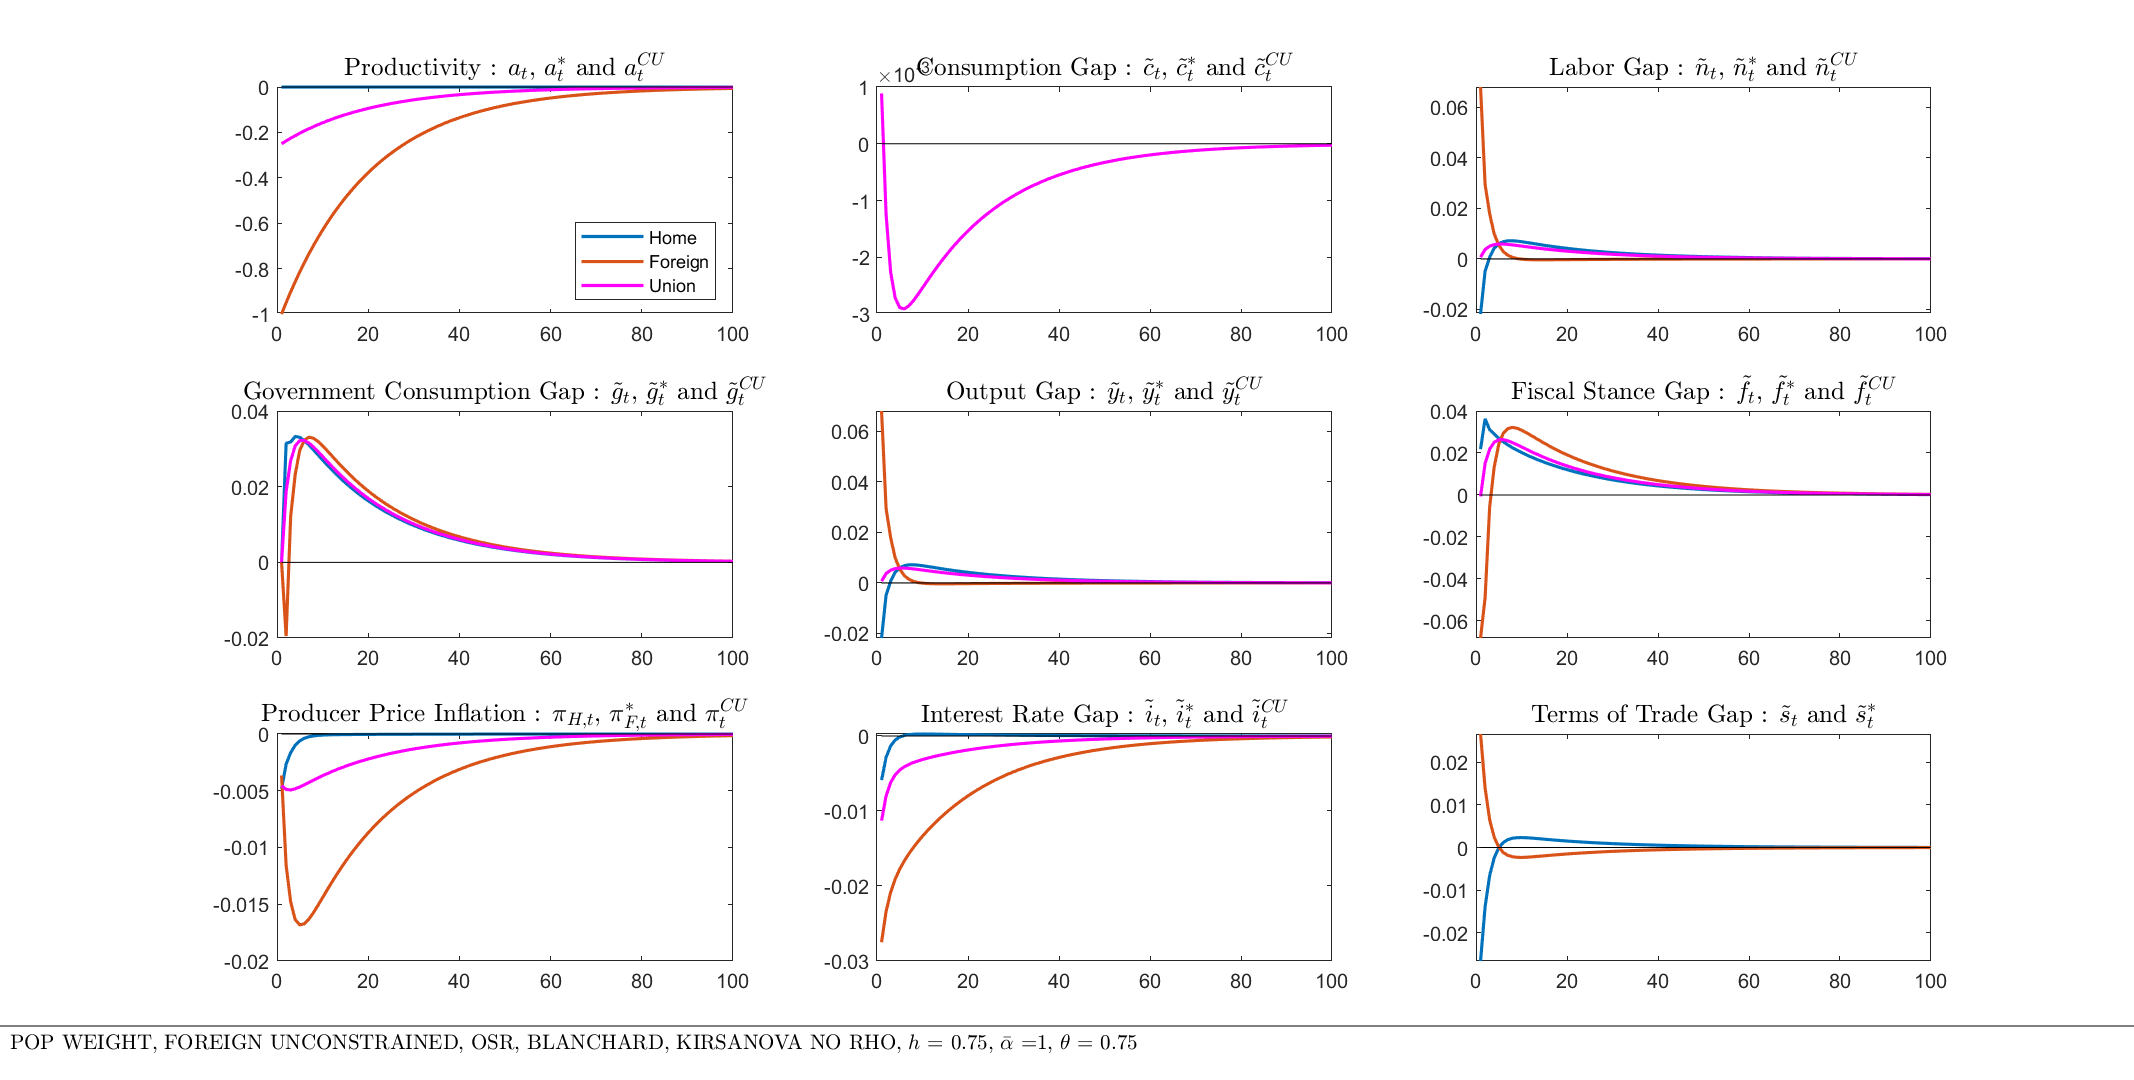 Productivity : a_t, a_t^* and a_t^{CU}
0
-0.2
-0.4
-0.6
-0.8
-1
0 20 40 60 80 100
Home
Foreign
Union
Consumption Gap : c̃_t, c̃_t^* and c̃_t^{CU}
1
0
-1
-2
-3
0 20 40 60 80 100
Labor Gap : ñ_t, ñ_t^* and ñ_t^{CU}
0.06
0.04
0.02
0
-0.02
0 20 40 60 80 100
Government Consumption Gap : g̃_t, g̃_t^* and g̃_t^{CU}
0.04
0.02
0
-0.02
0 20 40 60 80 100
Output Gap : ỹ_t, ỹ_t^* and ỹ_t^{CU}
0.06
0.04
0.02
0
-0.02
0 20 40 60 80 100
Fiscal Stance Gap : f̃_t, f̃_t^* and f̃_t^{CU}
0.04
0.02
0
-0.02
-0.04
-0.06
0 20 40 60 80 100
Producer Price Inflation : π_{H,t}, π_{F,t}^* and π_t^{CU}
0
-0.005
-0.01
-0.015
-0.02
0 20 40 60 80 100
Interest Rate Gap : ĩ_t, ĩ_t^* and ĩ_t^{CU}
0
-0.01
-0.02
-0.03
0 20 40 60 80 100
Terms of Trade Gap : s̃_t and s̃_t^*
0.02
0.01
0
-0.01
-0.02
0 20 40 60 80 100
POP WEIGHT, FOREIGN UNCONSTRAINED, OSR, BLANCHARD, KIRSANOVA NO RHO, h = 0.75, ᾱ =1, θ = 0.75